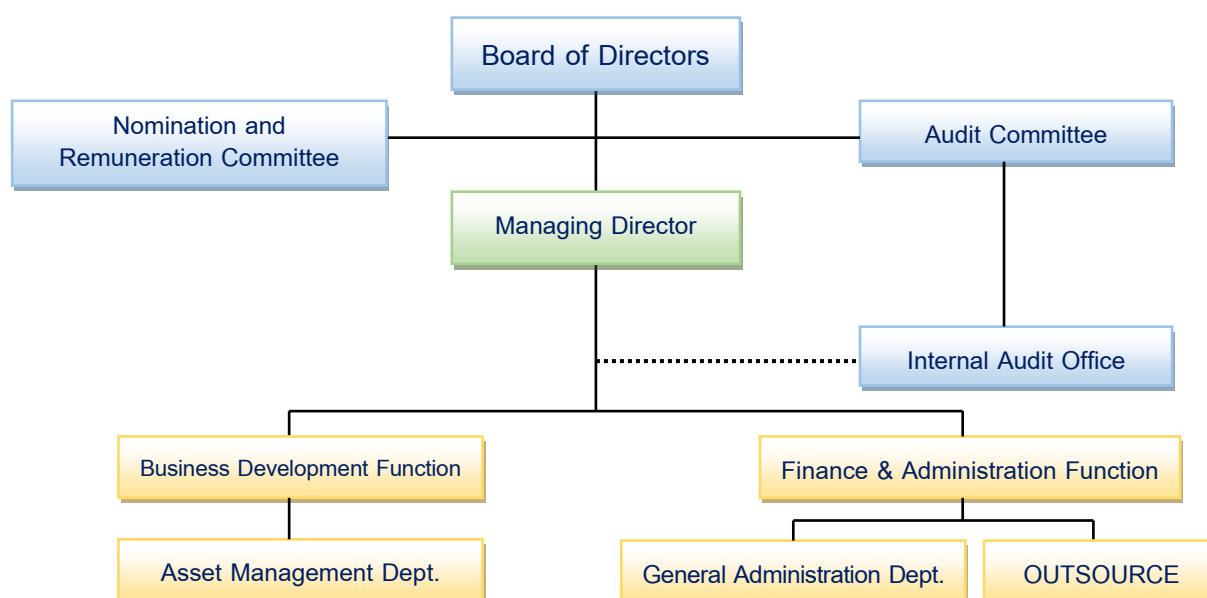 Board of Directors
Nomination and
Remuneration Committee
Audit Committee
Managing Director
Internal Audit Office
Business Development Function
Finance & Administration Function
Asset Management Dept.
General Administration Dept.
OUTSOURCE